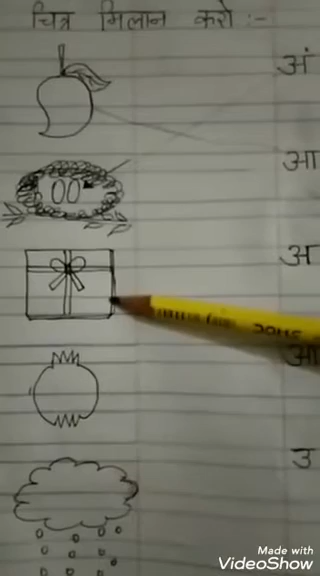 चित्र मिलान करो :-
अं
आ
अ
आ
उ
Made with
VideoShow